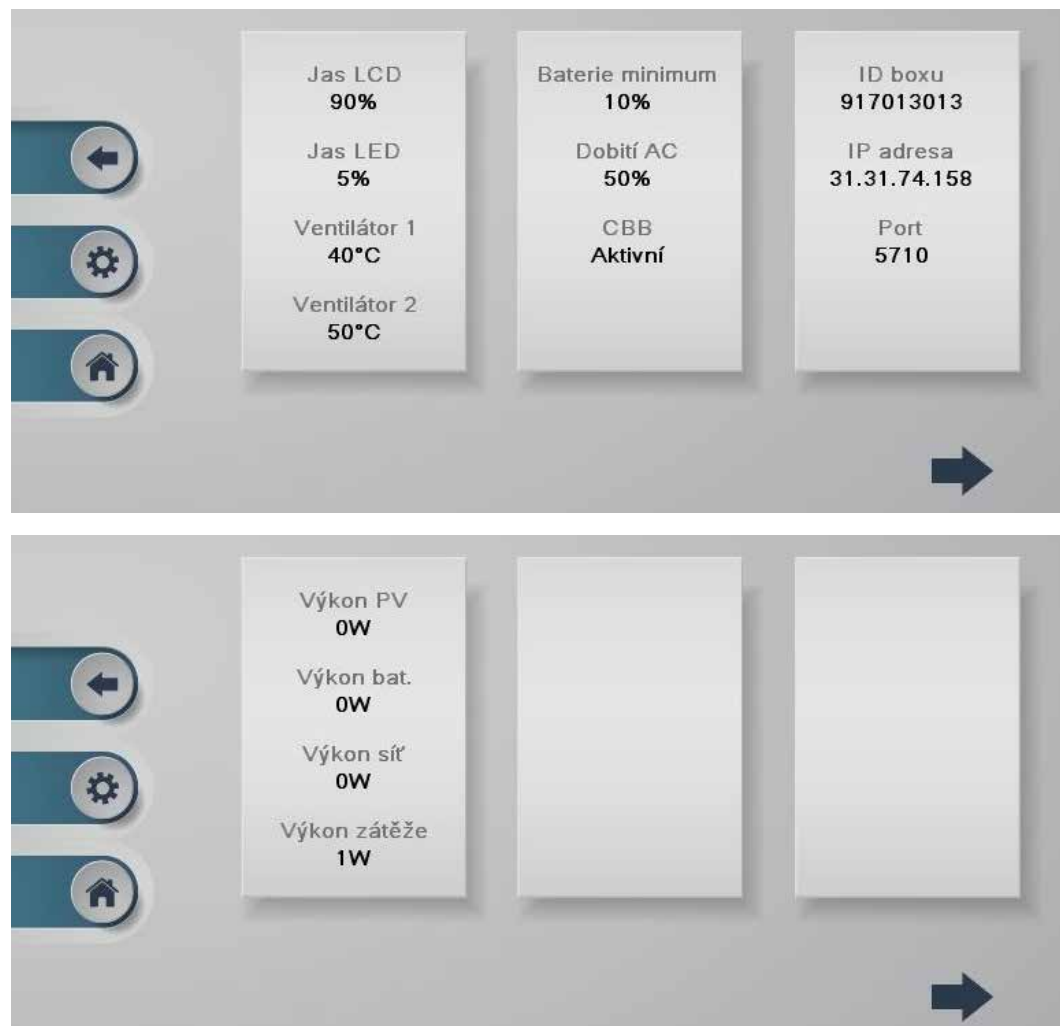 Jas LCD
90%
Jas LED
5%
Ventilátor 1
40°C
Ventilátor 2
50°C
Baterie minimum
10%
Dobití AC
50%
CBB
Aktivní
ID boxu
917013013
IP adresa
31.31.74.158
Port
5710
Výkon PV
0W
Výkon bat.
0W
Výkon síť
0W
Výkon zátěže
1W